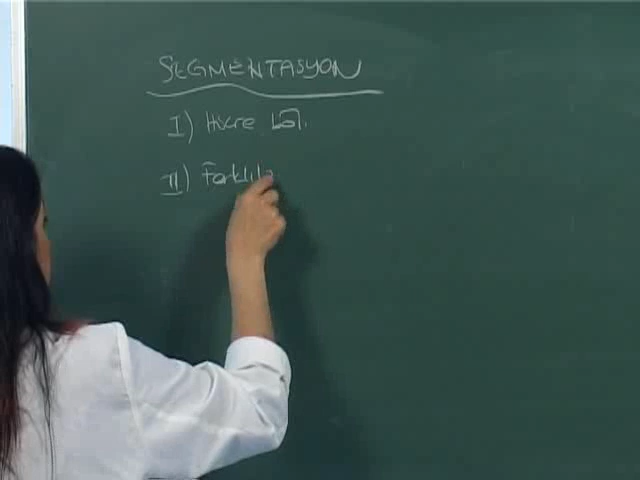 SEGMENTASYON
I) Hücre böl.
II) Farklıla